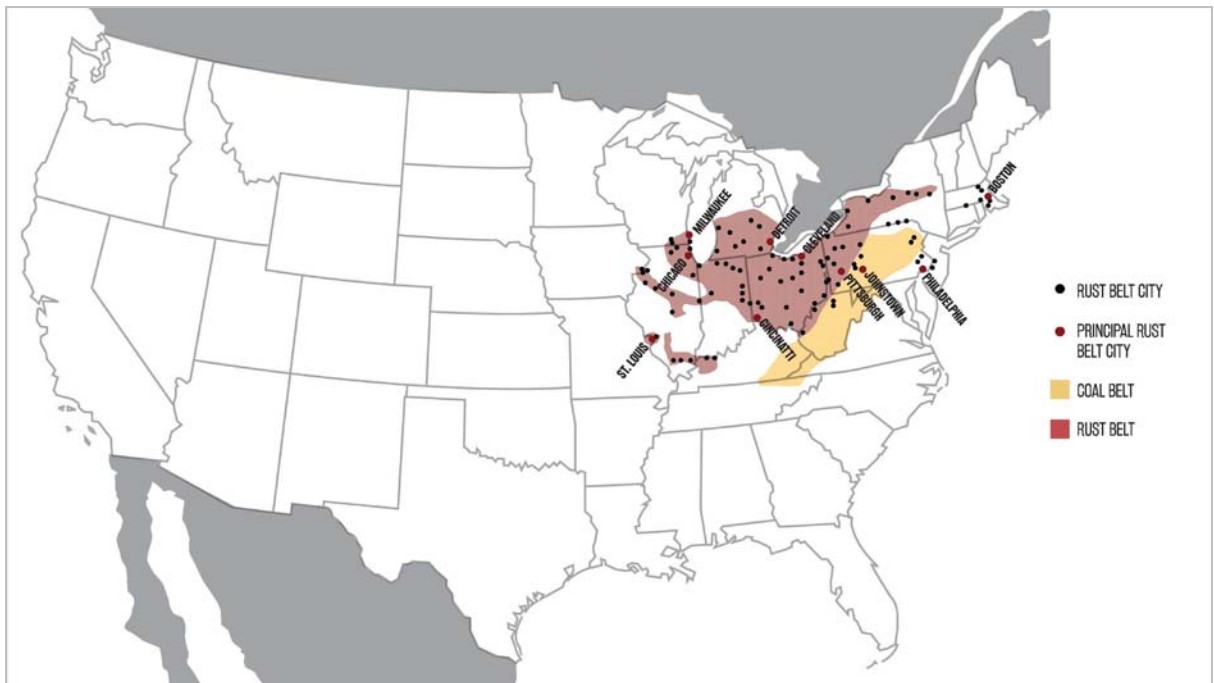 MILWAUKEE
DETROIT
CLEVELAND
BOSTON
CHICAGO
PITTSBURGH
JOHNSTOWN
PHILADELPHIA
CINCINATTI
ST. LOUIS
RUST BELT CITY
PRINCIPAL RUST
BELT CITY
COAL BELT
RUST BELT